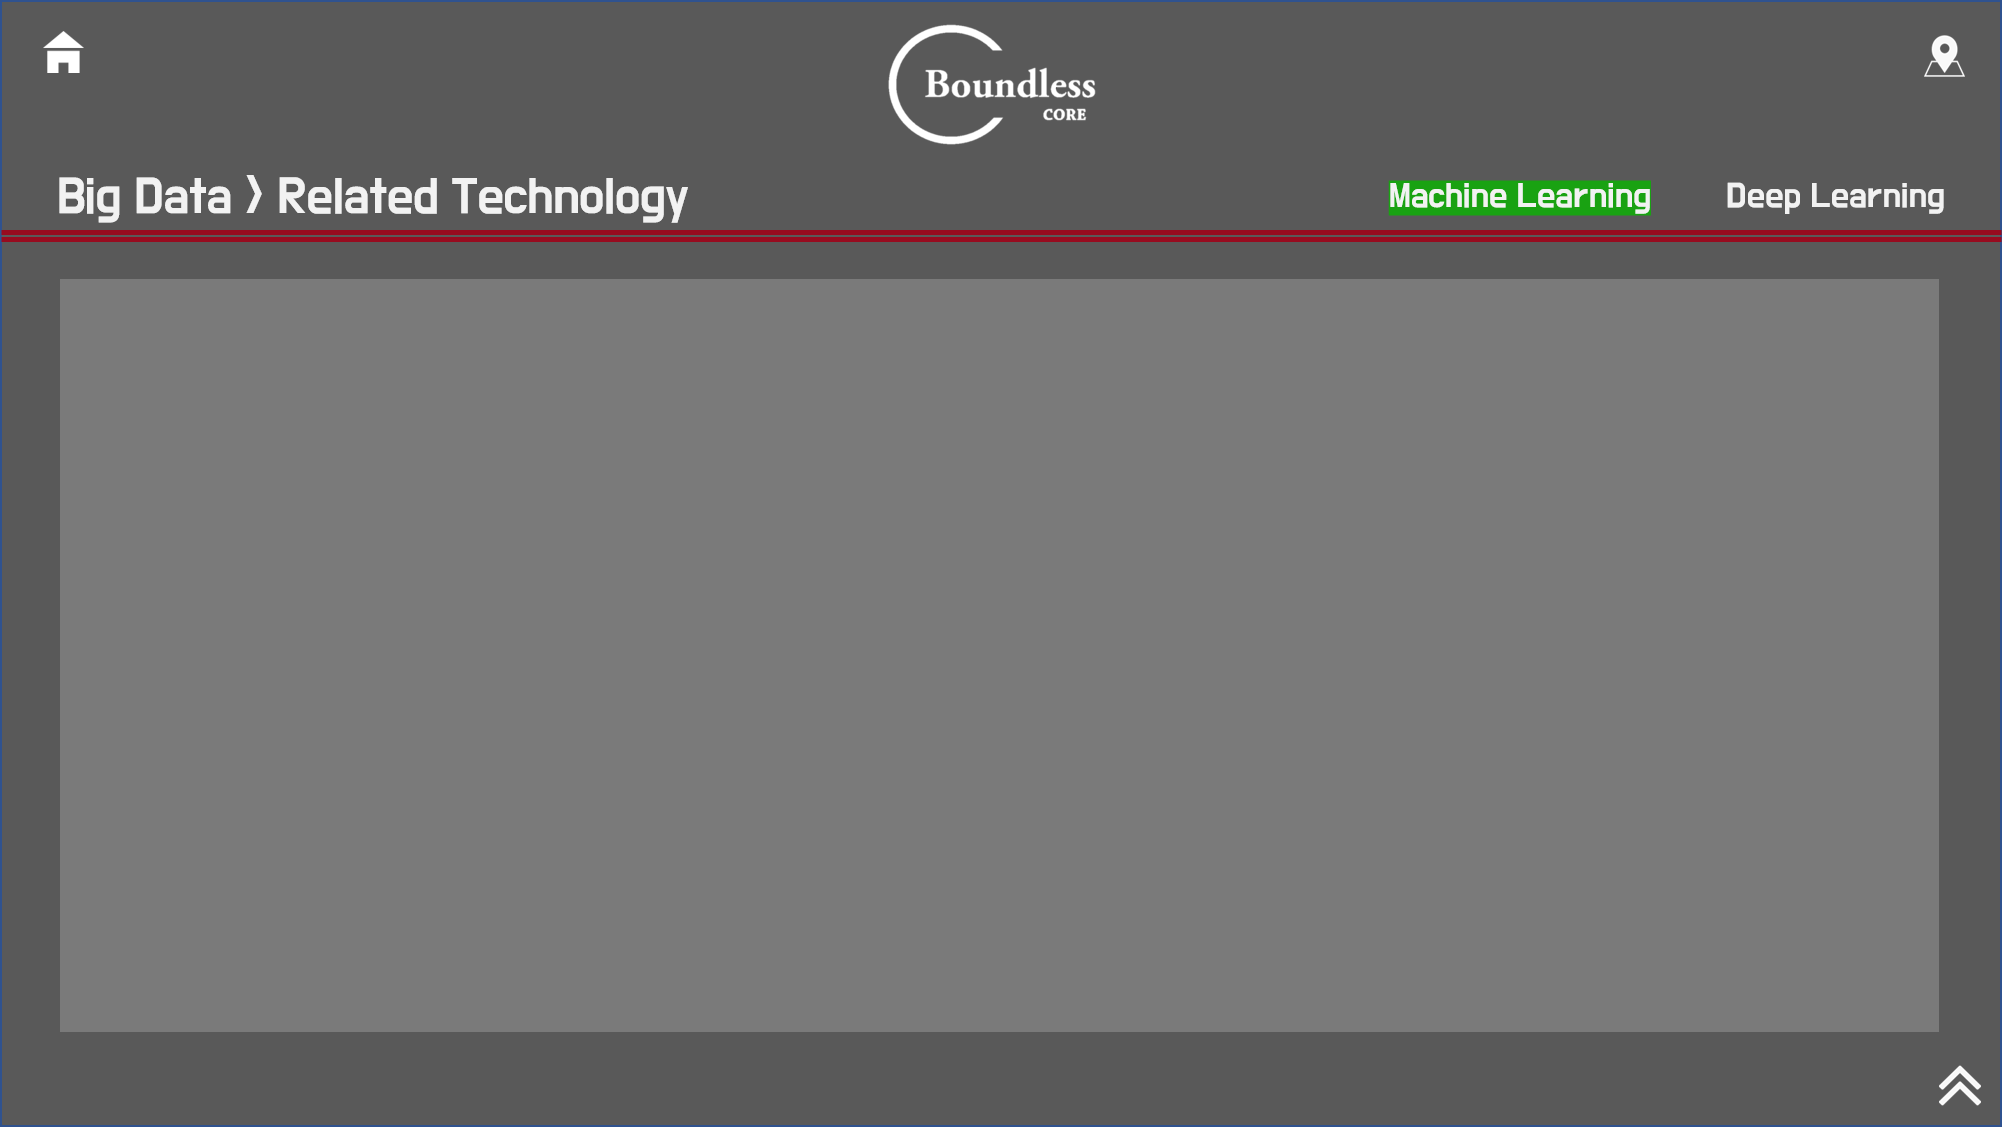 Boundless
CORE
Big Data > Related Technology
Machine Learning
Deep Learning